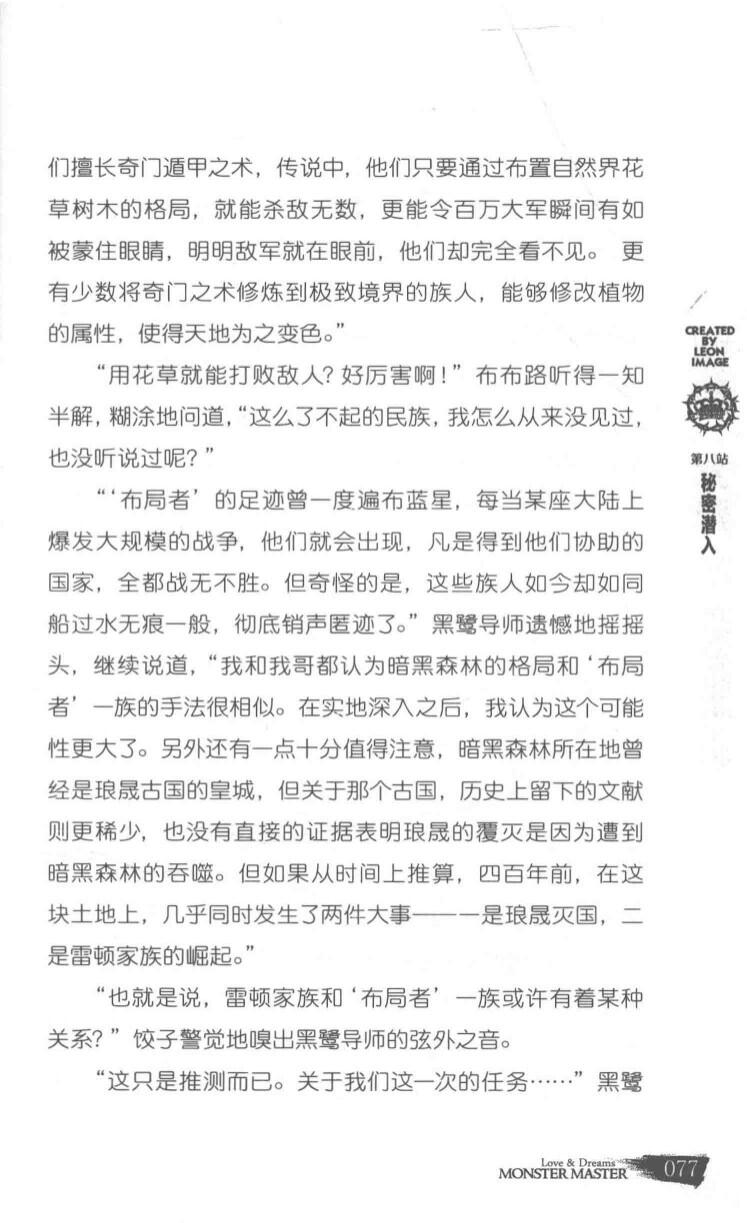 们擅长奇门遁甲之术，传说中，他们只要通过布置自然界花
草树木的格局，就能杀敌无数，更能令百万大军瞬间有如
被蒙住眼睛，明明敌军就在眼前，他们却完全看不见。 更
有少数将奇门之术修炼到极致境界的族人，能够修改植物
的属性，使得天地为之变色。”
“用花草就能打败敌人？好厉害啊！”布布路听得一知
半解，糊涂地问道，“这么了不起的民族，我怎么从来没见过，
也没听说过呢？”
“‘布局者’的足迹曾一度遍布蓝星，每当某座大陆上
爆发大规模的战争，他们就会出现，凡是得到他们协助的
国家，全都战无不胜。但奇怪的是，这些族人如今却如同
船过水无痕一般，彻底销声匿迹了。”黑鹭导师遗憾地摇摇
头，继续说道，“我和我哥都认为暗黑森林的格局和‘布局
者’一族的手法很相似。在实地深入之后，我认为这个可能
性更大了。另外还有一点十分值得注意，暗黑森林所在地曾
经是琅晟古国的皇城，但关于那个古国，历史上留下的文献
则更稀少，也没有直接的证据表明琅晟的覆灭是因为遭到
暗黑森林的吞噬。但如果从时间上推算，四百年前，在这
块土地上，几乎同时发生了两件大事——一是琅晟灭国，二
是雷顿家族的崛起。”
“也就是说，雷顿家族和‘布局者’一族或许有着某种
关系？”饺子警觉地嗅出黑鹭导师的弦外之音。
“这只是推测而已。关于我们这一次的任务……”黑鹭
CREATED
BY
LEON
IMAGE
第八站
秘密潜入
Love & Dreams
MONSTER MASTER
077